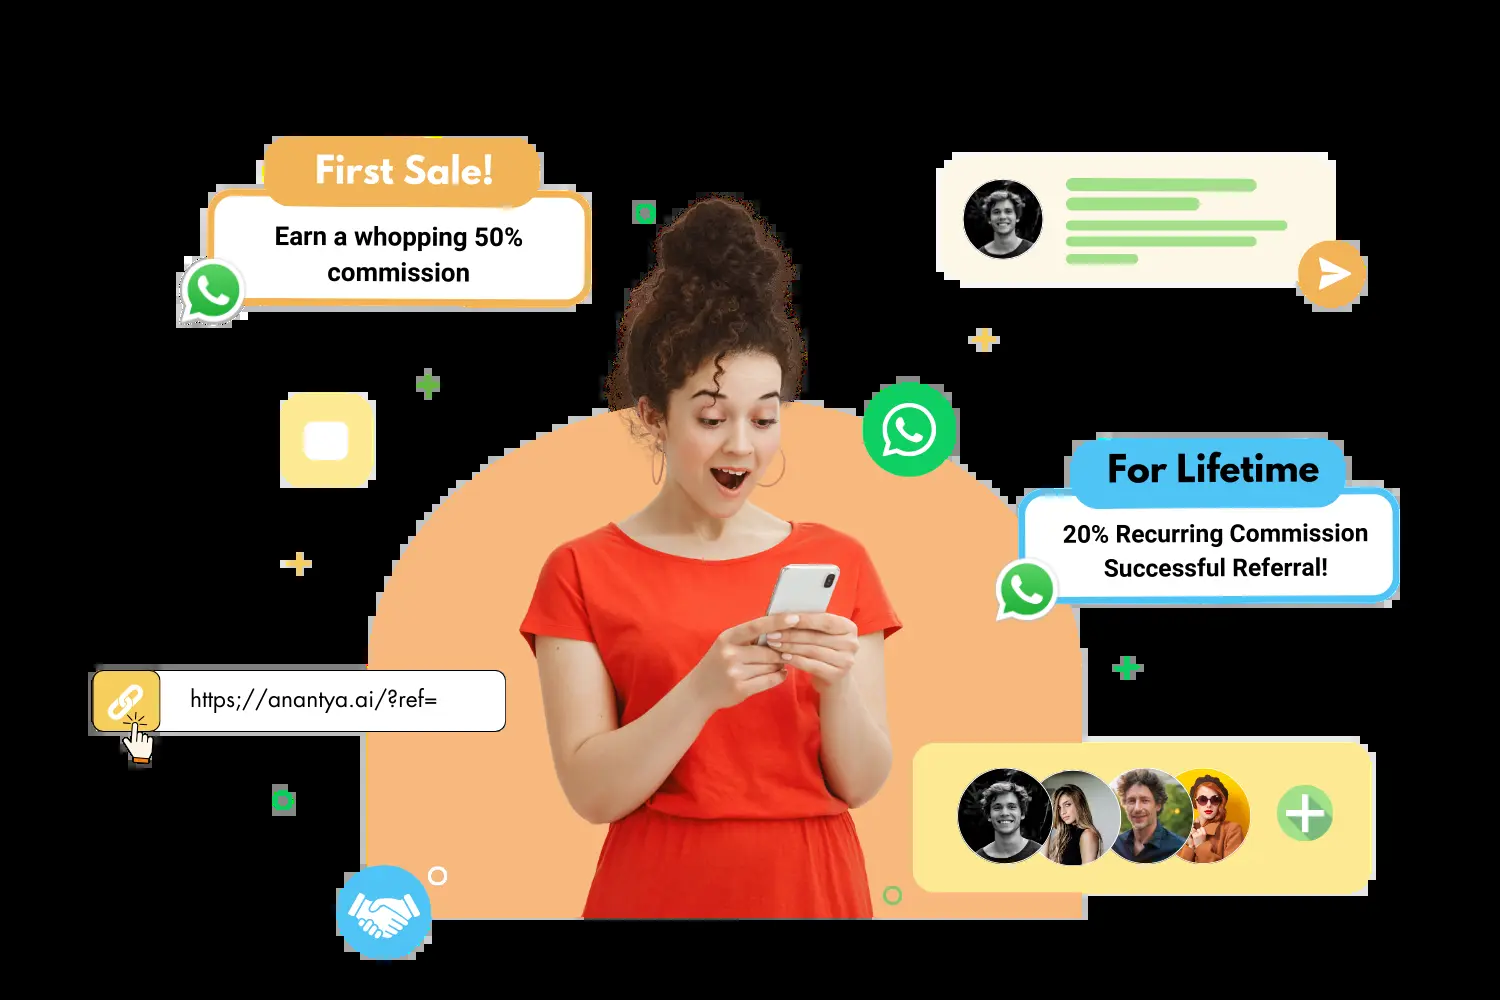 First Sale!
Earn a whopping 50%
commission
For Lifetime
20% Recurring Commission
Successful Referral!
https;//anantya.ai/?ref=